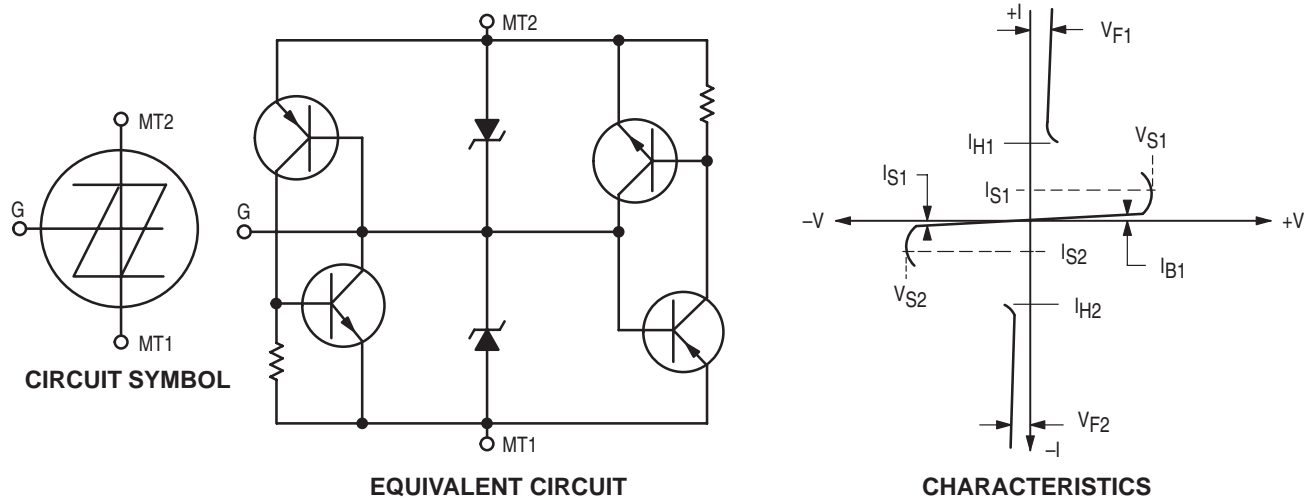 MT2
G
MT1
CIRCUIT SYMBOL
MT2
G
MT1
EQUIVALENT CIRCUIT
+I
VF1
IH1
VS1
IS1
IS1
–V
+V
IS2
IB1
VS2
IH2
VF2
–I
CHARACTERISTICS